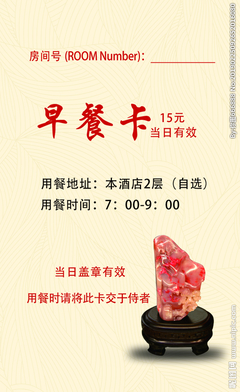 房间号 (ROOM Number): ___________
早餐卡
15元
当日有效
用餐地址：本酒店2层（自选）
用餐时间：7：00-9：00
当日盖章有效
用餐时请将此卡交于侍者